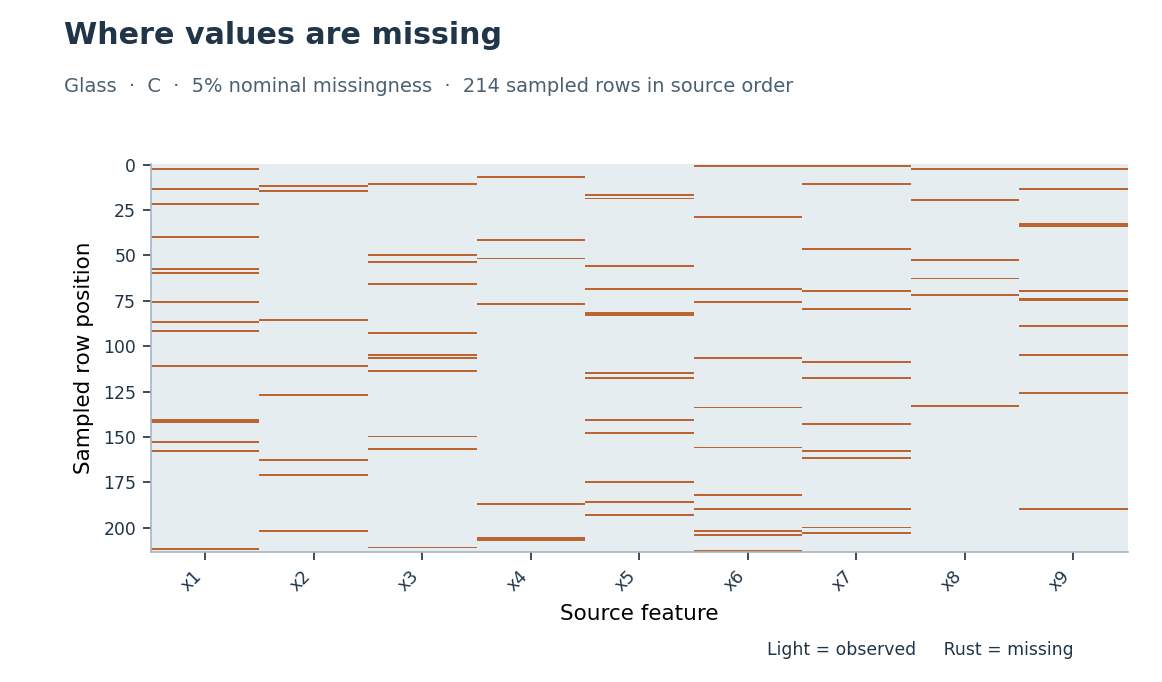 Where values are missing
Glass · C · 5% nominal missingness · 214 sampled rows in source order
0
25
50
75
100
125
150
175
200
Sampled row position
x1 x2 x3 x4 x5 x6 x7 x8 x9
Source feature
Light = observed Rust = missing